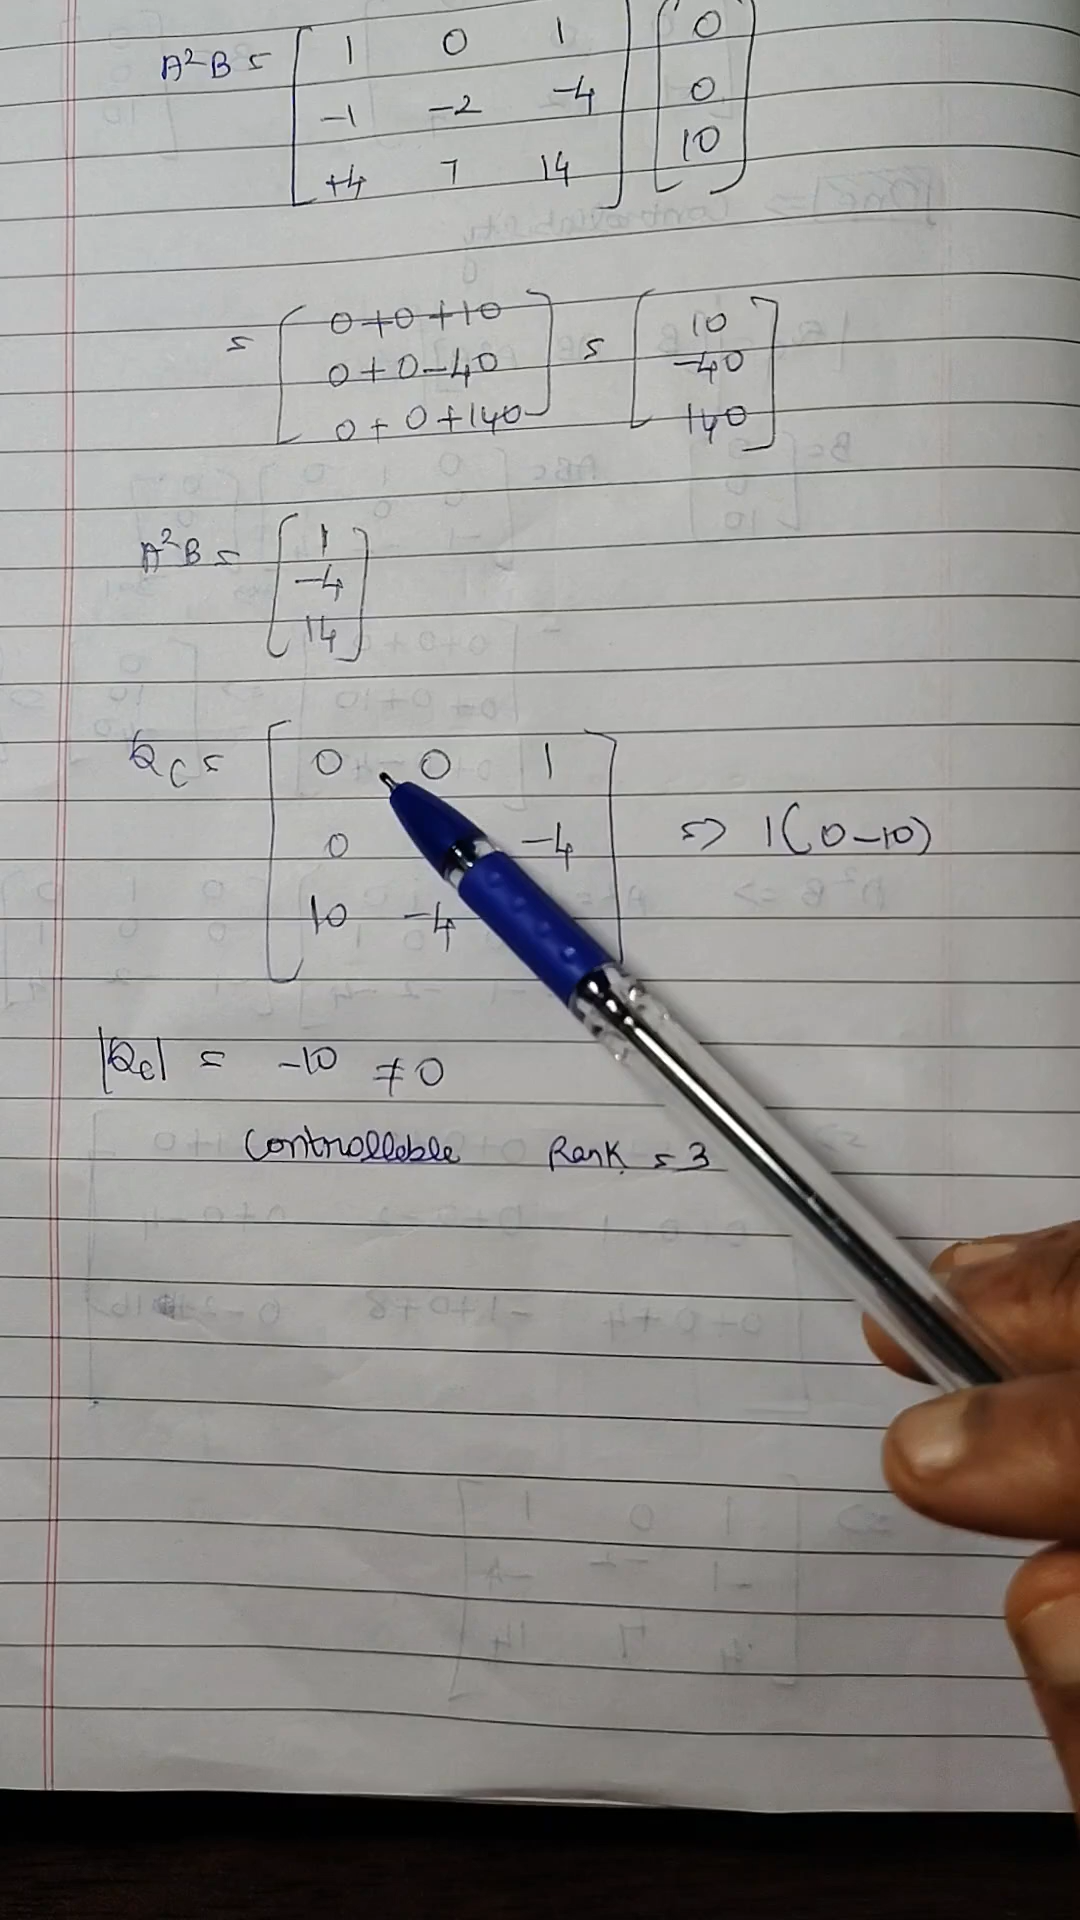 A²B = [ 1 0 1 ] [ 0 ]
-1 -2 -4 0
+4 7 14 10
= [ 0+0+10 ] = [ 10 ]
0+0-40 -40
0+0+140 140
A²B = [ 1 ]
-4
14
Qc = [ 0 0 1 ]
0 -4 => 1(0-10)
10 -4
|Qc| = -10 ≠ 0
Controllable Rank = 3